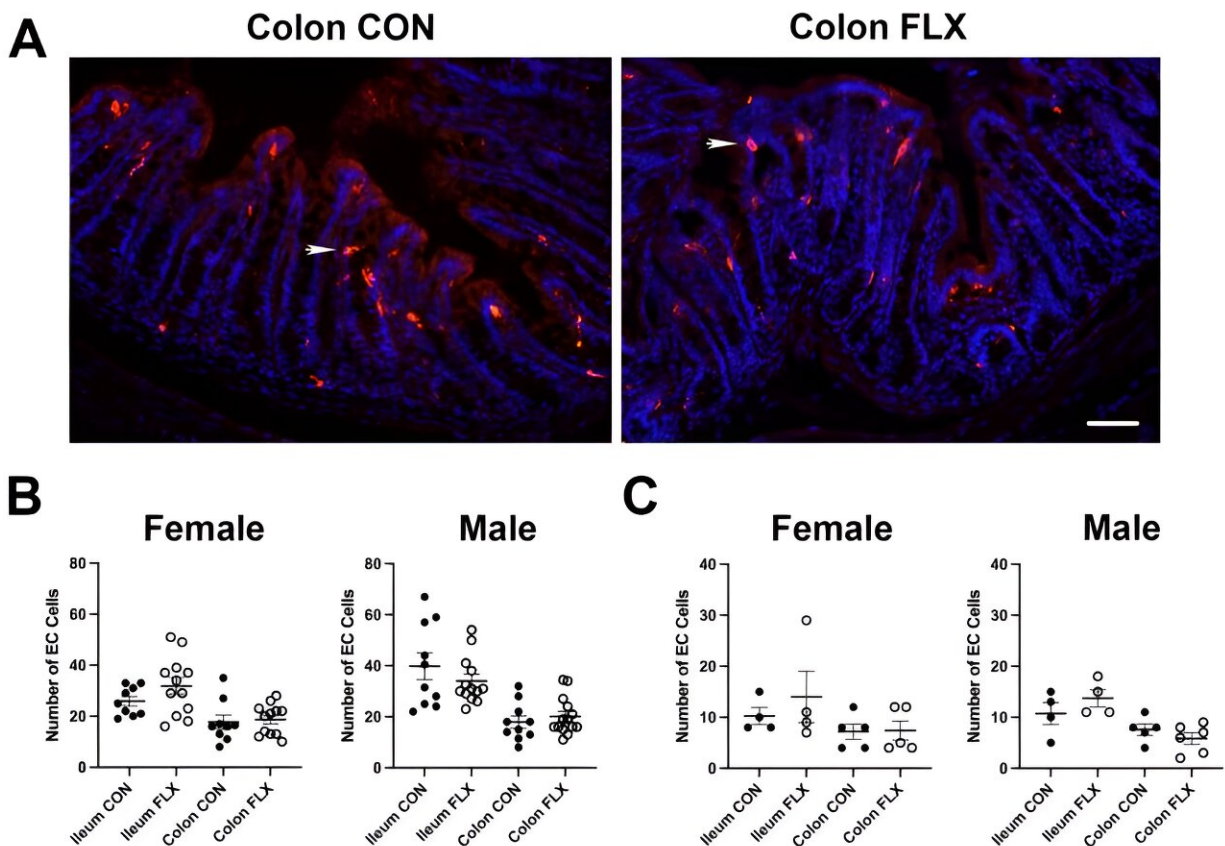 A
Colon CON
Colon FLX
B
Female
Male
Number of EC Cells
80
60
40
20
0
Ileum CON
Ileum FLX
Colon CON
Colon FLX
Number of EC Cells
80
60
40
20
0
Ileum CON
Ileum FLX
Colon CON
Colon FLX
C
Female
Male
Number of EC Cells
40
30
20
10
0
Ileum CON
Ileum FLX
Colon CON
Colon FLX
Number of EC Cells
40
30
20
10
0
Ileum CON
Ileum FLX
Colon CON
Colon FLX